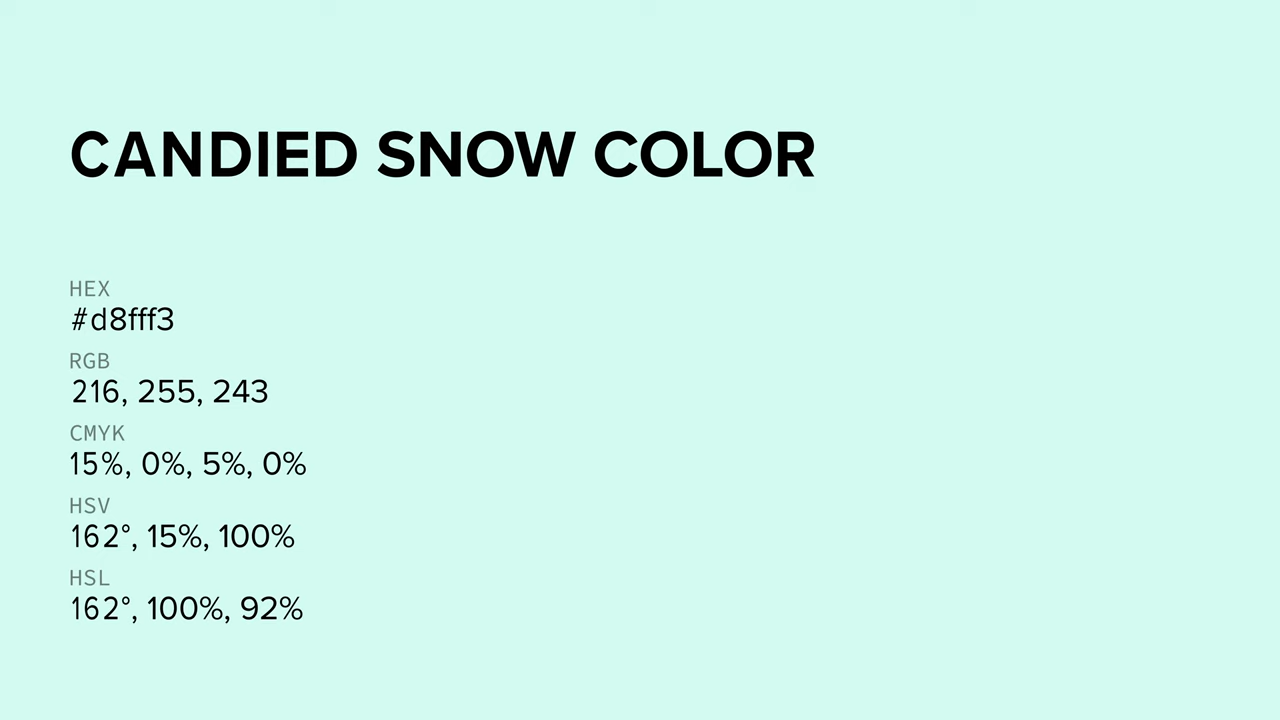 CANDIED SNOW COLOR
HEX
#d8fff3
RGB
216, 255, 243
CMYK
15%, 0%, 5%, 0%
HSV
162°, 15%, 100%
HSL
162°, 100%, 92%